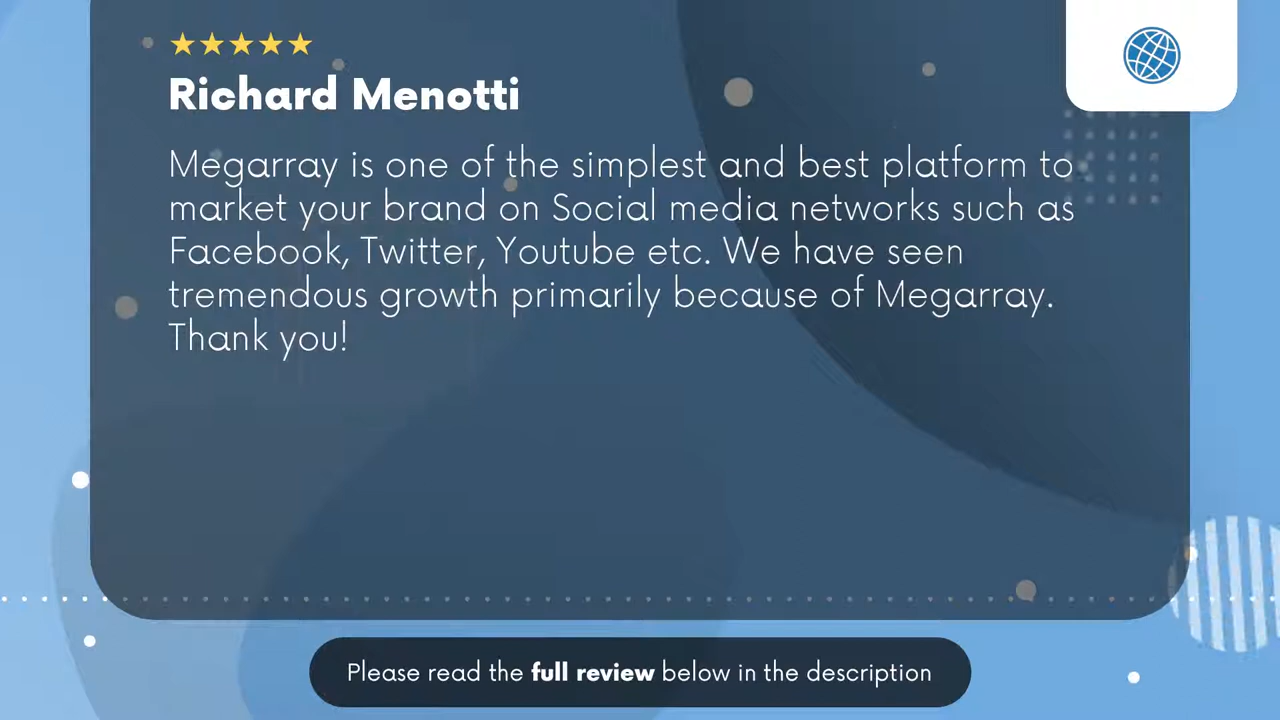 Richard Menotti
Megarray is one of the simplest and best platform to
market your brand on Social media networks such as
Facebook, Twitter, Youtube etc. We have seen
tremendous growth primarily because of Megarray.
Thank you!
Please read the full review below in the description